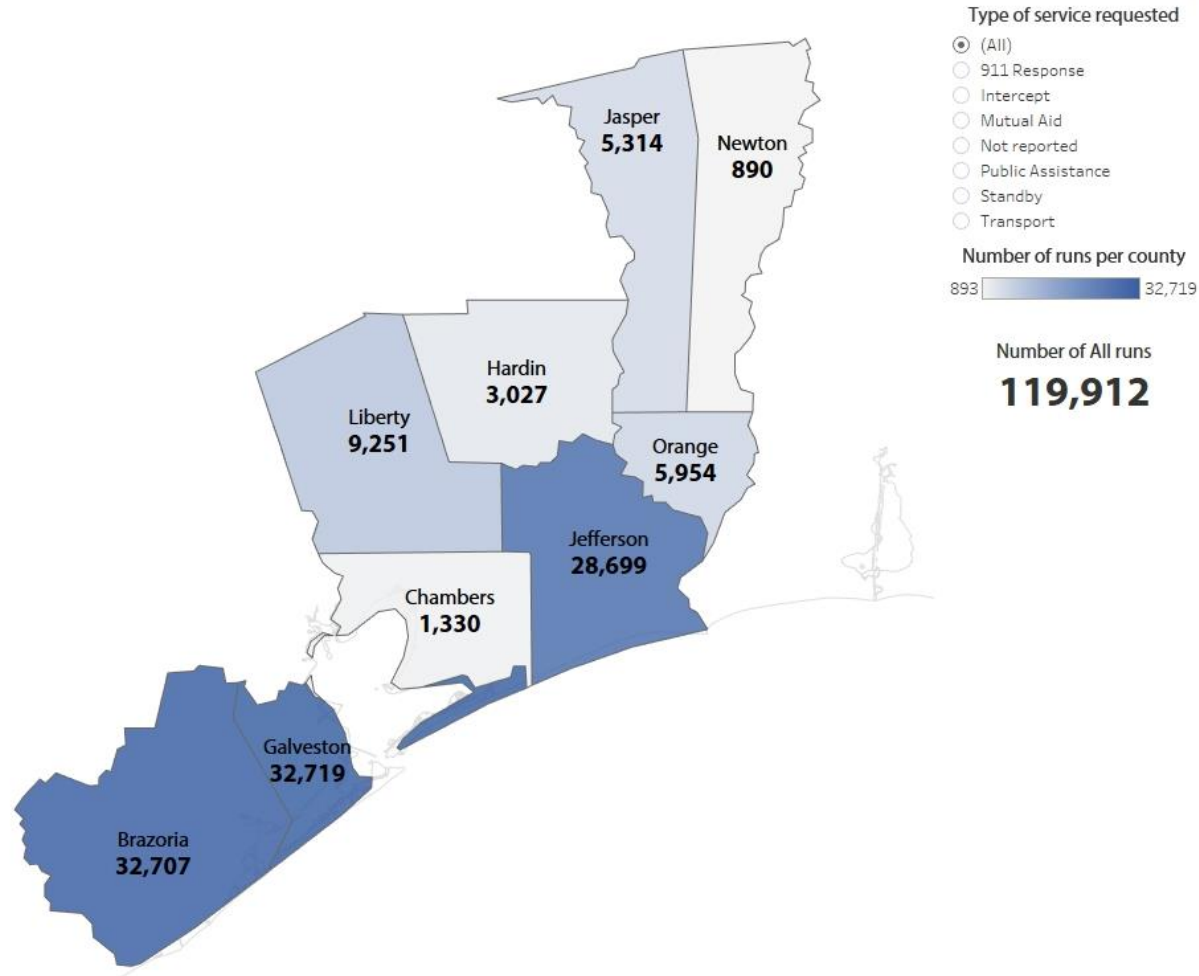 Type of service requested
(All)
911 Response
Intercept
Mutual Aid
Not reported
Public Assistance
Standby
Transport
Number of runs per county
893 32,719
Number of All runs
119,912
Jasper
5,314
Newton
890
Hardin
3,027
Liberty
9,251
Orange
5,954
Jefferson
28,699
Chambers
1,330
Galveston
32,719
Brazoria
32,707